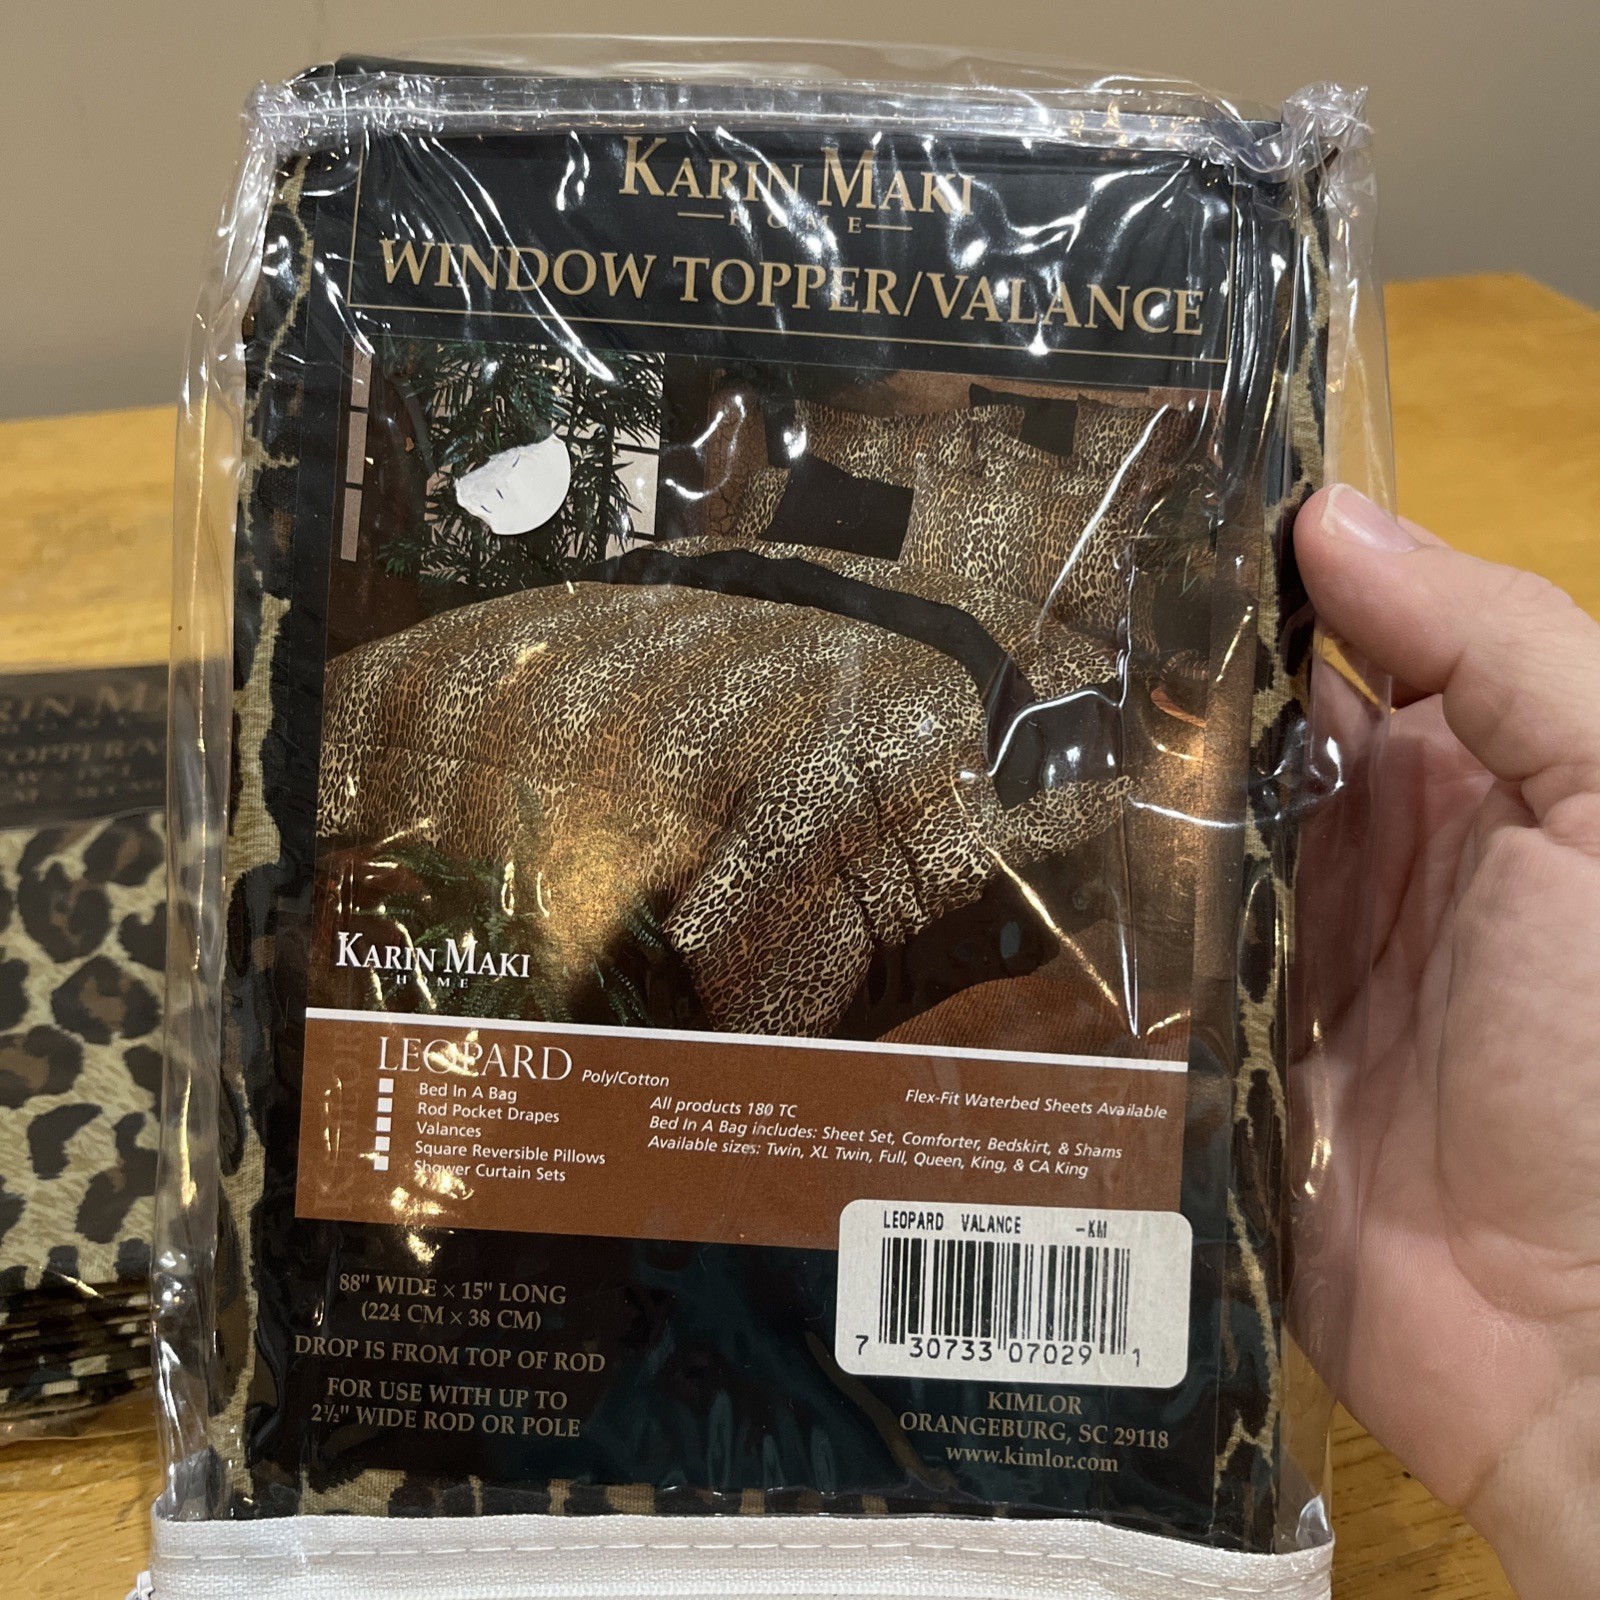 KARIN MAKI
HOME
WINDOW TOPPER/VALANCE
KARIN MAKI
HOME
LEOPARD Poly/Cotton
Bed In A Bag
Rod Pocket Drapes
Valances
Square Reversible Pillows
Shower Curtain Sets
All products 180 TC
Flex-Fit Waterbed Sheets Available
Bed In A Bag includes: Sheet Set, Comforter, Bedskirt, & Shams
Available sizes: Twin, XL Twin, Full, Queen, King, & CA King
KIMLOR
LEOPARD VALANCE -KM
7 30733 07029 1
88" WIDE × 15" LONG
(224 CM × 38 CM)
DROP IS FROM TOP OF ROD
FOR USE WITH UP TO
2½" WIDE ROD OR POLE
KIMLOR
ORANGEBURG, SC 29118
www.kimlor.com